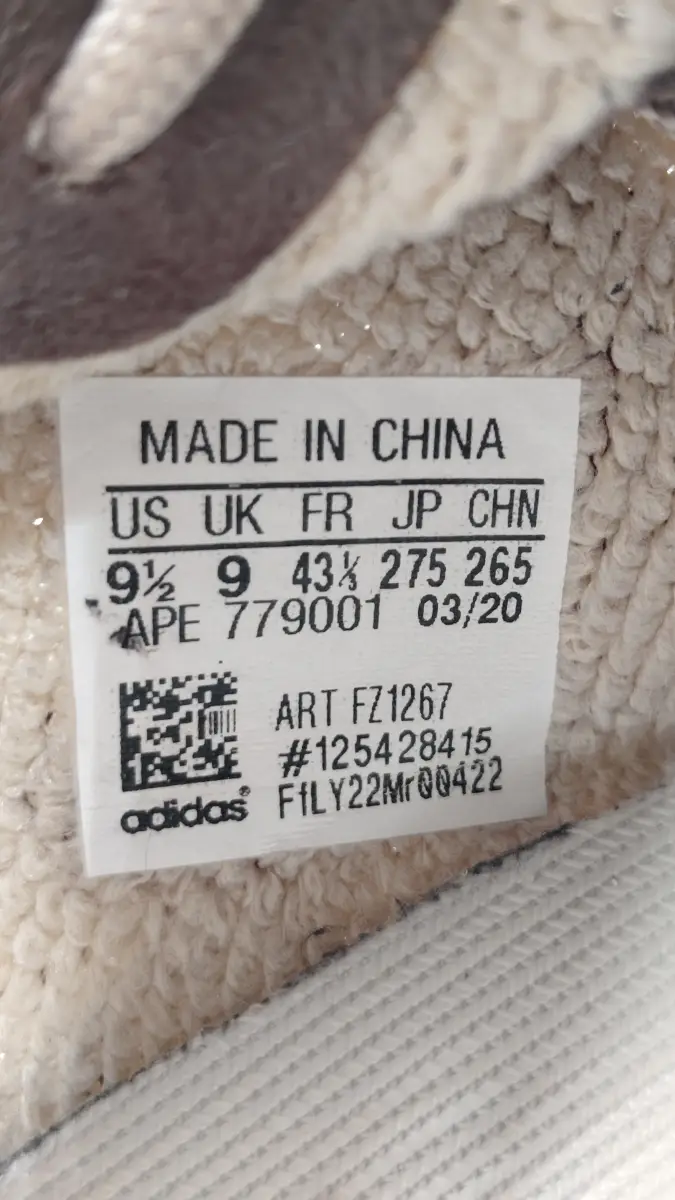 MADE IN CHINA
US UK FR JP CHN
9½ 9 43⅓ 275 265
APE 779001 03/20
ART FZ1267
#125428415
FfLY22Mr00422
adidas®